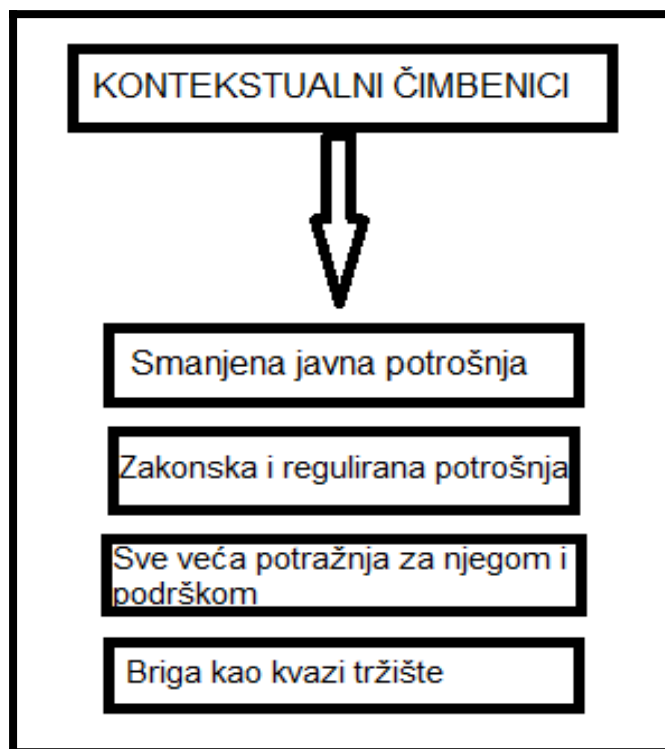 KONTEKSTUALNI ČIMBENICI
Smanjena javna potrošnja
Zakonska i regulirana potrošnja
Sve veća potražnja za njegom i
podrškom
Briga kao kvazi tržište